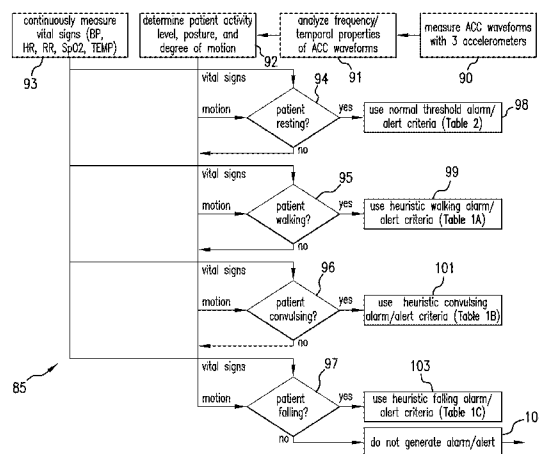 continuously measure
vital signs (BP,
HR, RR, SpO2, TEMP)
93
determine patient activity
level, posture, and
degree of motion
92
analyze frequency/
temporal properties
of ACC waveforms
91
measure ACC waveforms
with 3 accelerometers
90
vital signs
94
motion
patient
resting?
yes
use normal threshold alarm/
alert criteria (Table 2)
98
no
vital signs
95
motion
patient
walking?
yes
use heuristic walking alarm/
alert criteria (Table 1A)
99
no
vital signs
96
motion
patient
convulsing?
yes
use heuristic convulsing
alarm/alert criteria (Table 1B)
101
no
vital signs
97
motion
patient
falling?
yes
use heuristic falling alarm/
alert criteria (Table 1C)
103
no
do not generate alarm/alert
10
85